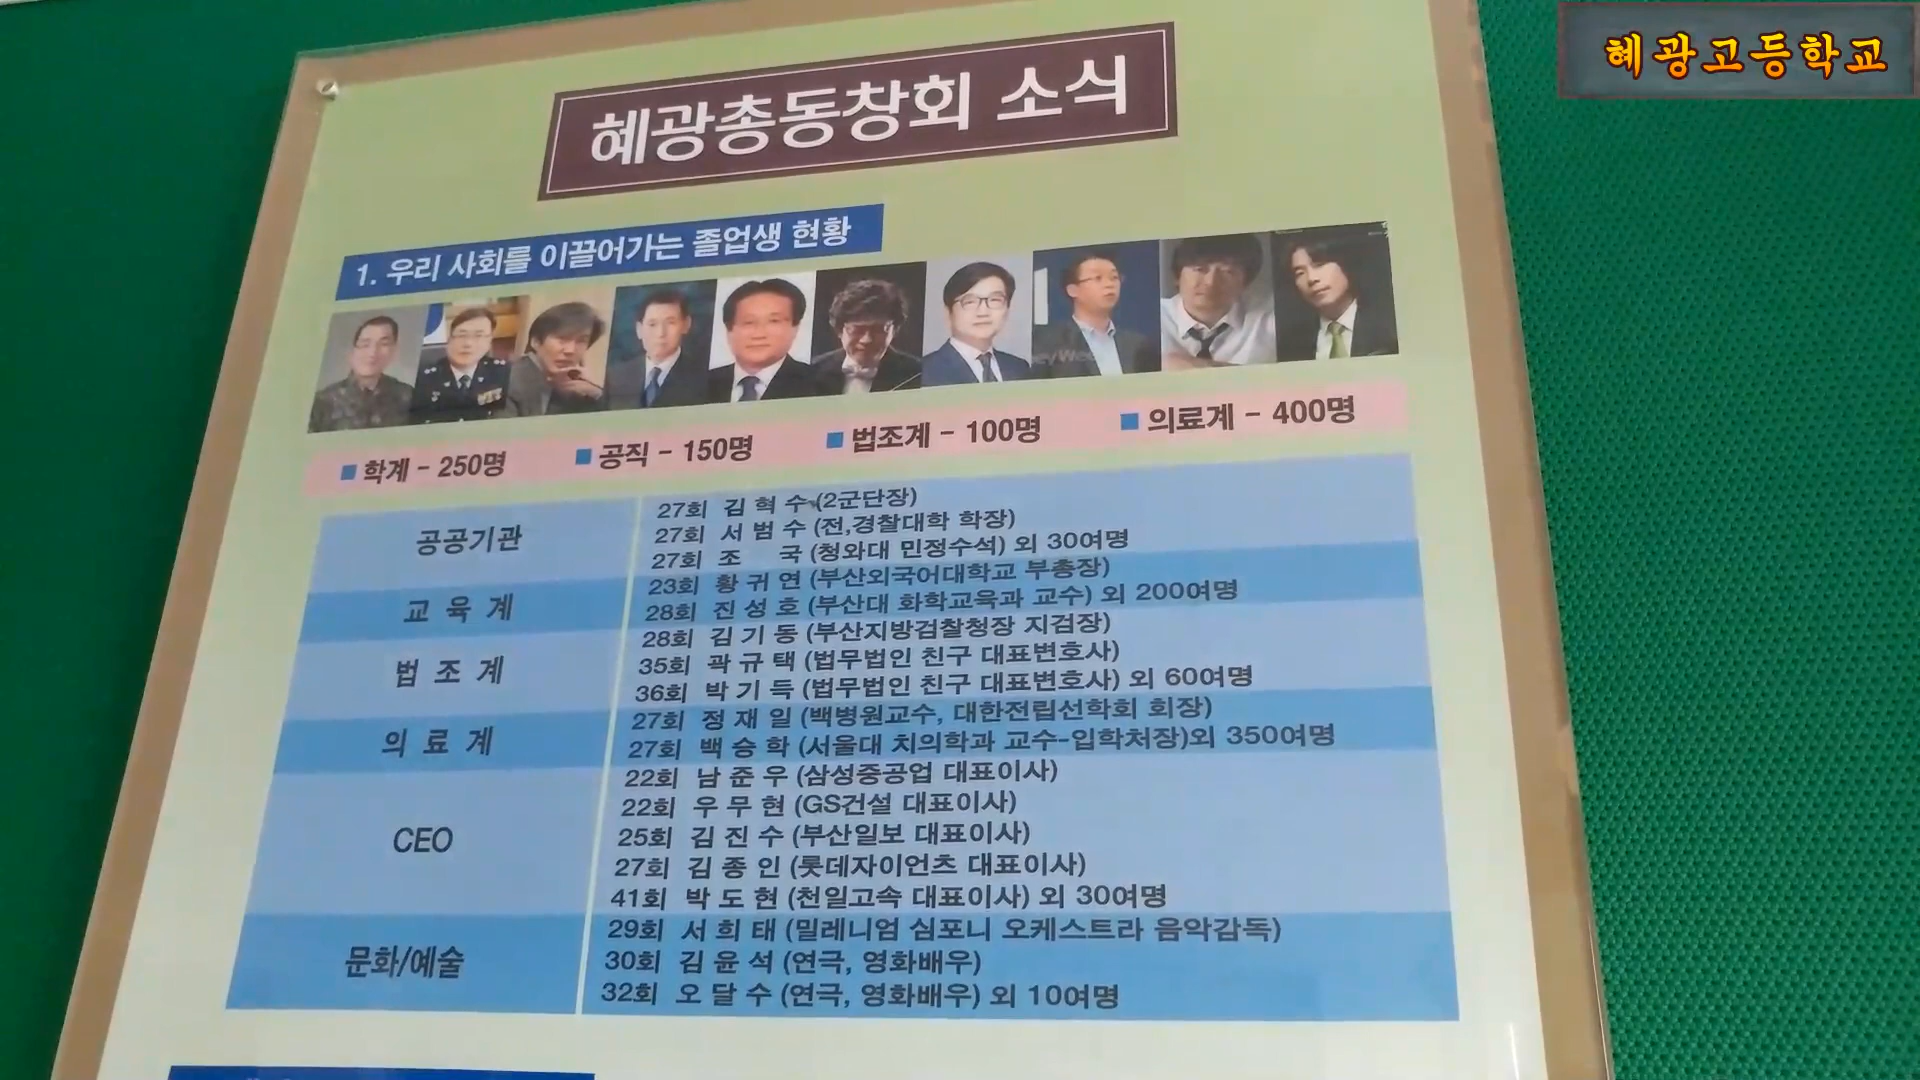 혜광고등학교
혜광총동창회 소식
1. 우리 사회를 이끌어가는 졸업생 현황
■ 학계 - 250명 ■ 공직 - 150명 ■ 법조계 - 100명 ■ 의료계 - 400명
공공기관
27회 김 혁 수 (2군단장)
27회 서 범 수 (전,경찰대학 학장)
27회 조 국 (청와대 민정수석) 외 30여명
교 육 계
23회 황 귀 연 (부산외국어대학교 부총장)
28회 진 성 호 (부산대 화학교육과 교수) 외 200여명
법 조 계
28회 김 기 동 (부산지방검찰청장 지검장)
35회 곽 규 택 (법무법인 친구 대표변호사)
36회 박 기 득 (법무법인 친구 대표변호사) 외 60여명
의 료 계
27회 정 재 일 (백병원교수, 대한전립선학회 회장)
27회 백 승 학 (서울대 치의학과 교수-입학처장)외 350여명
CEO
22회 남 준 우 (삼성중공업 대표이사)
22회 우 무 현 (GS건설 대표이사)
25회 김 진 수 (부산일보 대표이사)
27회 김 종 인 (롯데자이언츠 대표이사)
41회 박 도 현 (천일고속 대표이사) 외 30여명
문화/예술
29회 서 희 태 (밀레니엄 심포니 오케스트라 음악감독)
30회 김 윤 석 (연극, 영화배우)
32회 오 달 수 (연극, 영화배우) 외 10여명